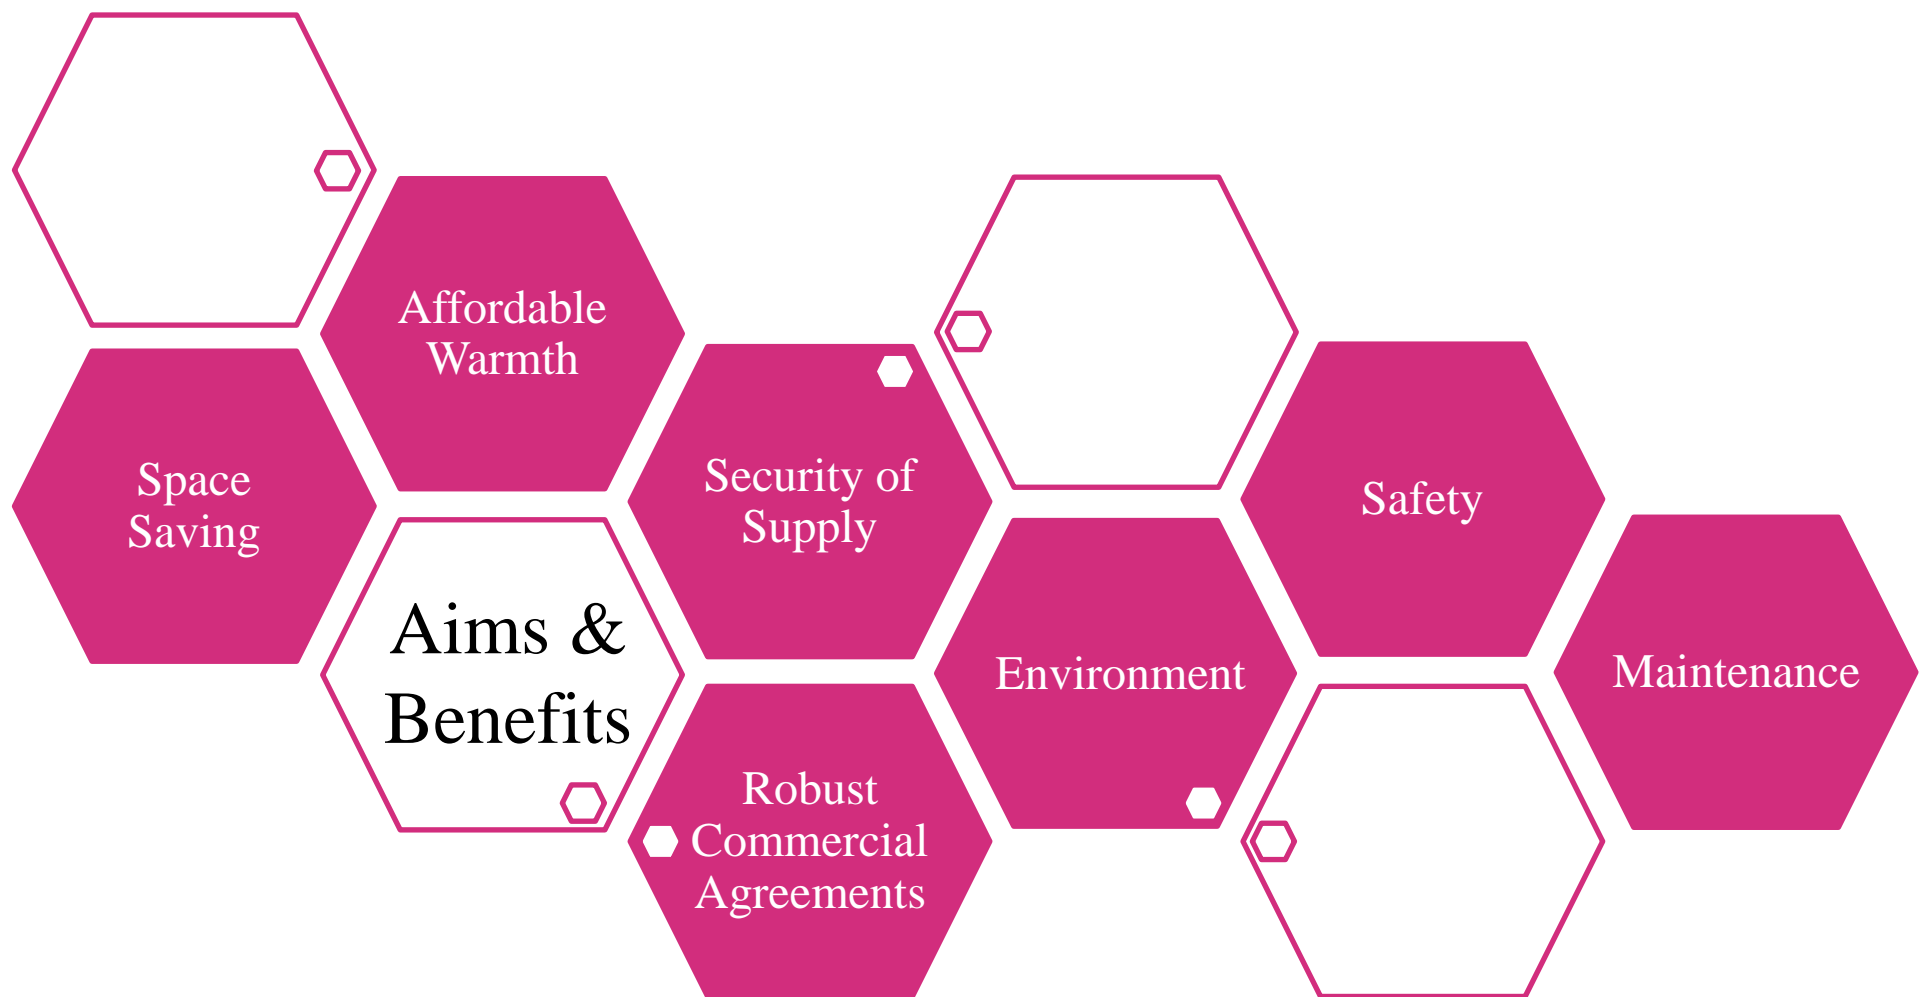 Affordable
Warmth
Space
Saving
Security of
Supply
Safety
Aims &
Benefits
Environment
Maintenance
Robust
Commercial
Agreements